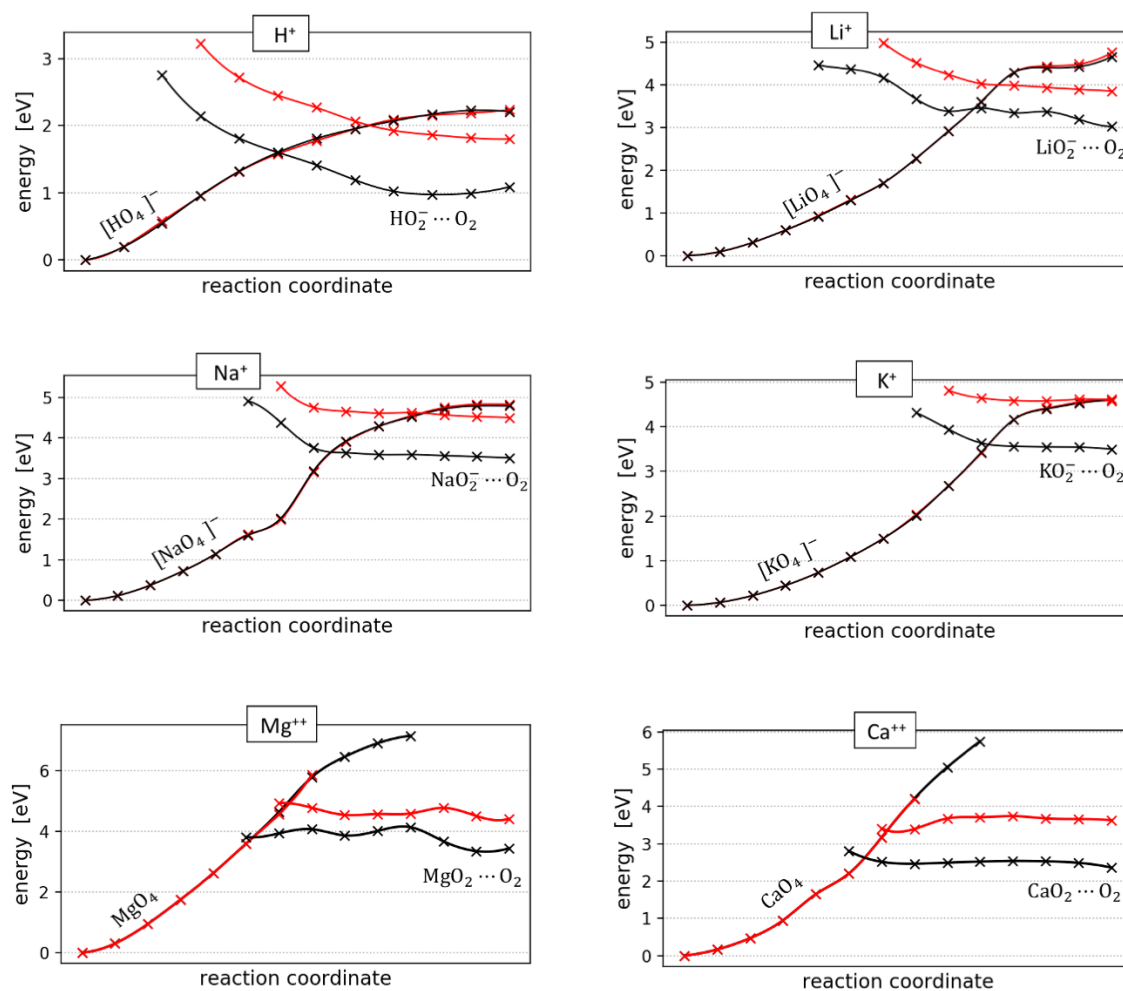 H⁺
energy [eV]
3
2
1
0
[HO₄]⁻
HO₂⁻ ⋯ O₂
reaction coordinate
Li⁺
energy [eV]
5
4
3
2
1
0
[LiO₄]⁻
LiO₂⁻ ⋯ O₂
reaction coordinate
Na⁺
energy [eV]
5
4
3
2
1
0
[NaO₄]⁻
NaO₂⁻ ⋯ O₂
reaction coordinate
K⁺
energy [eV]
5
4
3
2
1
0
[KO₄]⁻
KO₂⁻ ⋯ O₂
reaction coordinate
Mg⁺⁺
energy [eV]
6
4
2
0
MgO₄
MgO₂ ⋯ O₂
reaction coordinate
Ca⁺⁺
energy [eV]
6
5
4
3
2
1
0
CaO₄
CaO₂ ⋯ O₂
reaction coordinate